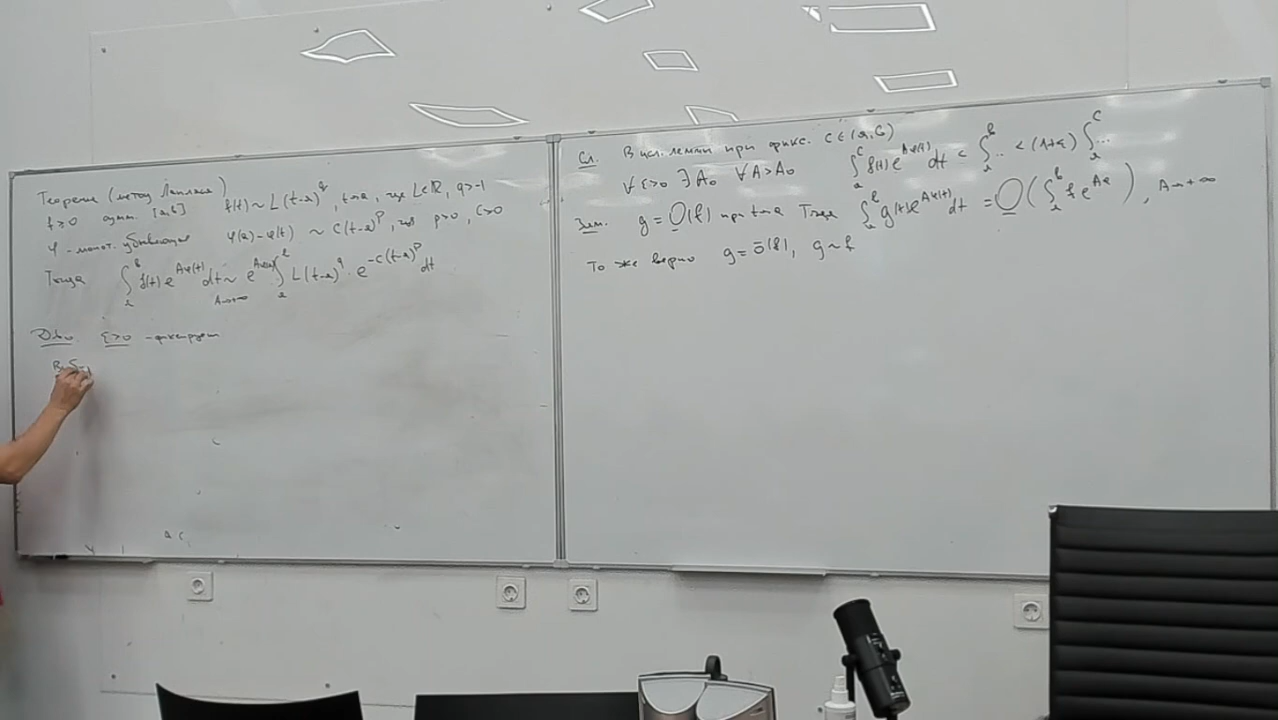 Теорема (метод Лапласа)
f≥0 сумм. [a,b] f(t) ~ L(t-a)^q, t→a, где L∈ℝ, q>-1
φ - монот. убывающая φ(a)-φ(t) ~ C(t-a)^p, где p>0, C>0
Тогда ∫_a^b f(t)e^{Aφ(t)} dt ~_{A→+∞} e^{Aφ(a)} ∫_a^b L(t-a)^q · e^{-C(t-a)^p} dt
Док-во. ε>0 - фиксируем
Сл. В усл. леммы при фикс. c∈(a,b)
∀ε>0 ∃A₀ ∀A>A₀ ∫_a^c f(t)e^{Aφ(t)} dt < ∫_a^b ... < (1+ε) ∫_a^c ...
Зам. g = O(f) при t→a Тогда ∫_a^b g(t)e^{Aφ(t)} dt = O(∫_a^b f e^{Aφ}), A→+∞
То же верно g = o(f), g~f